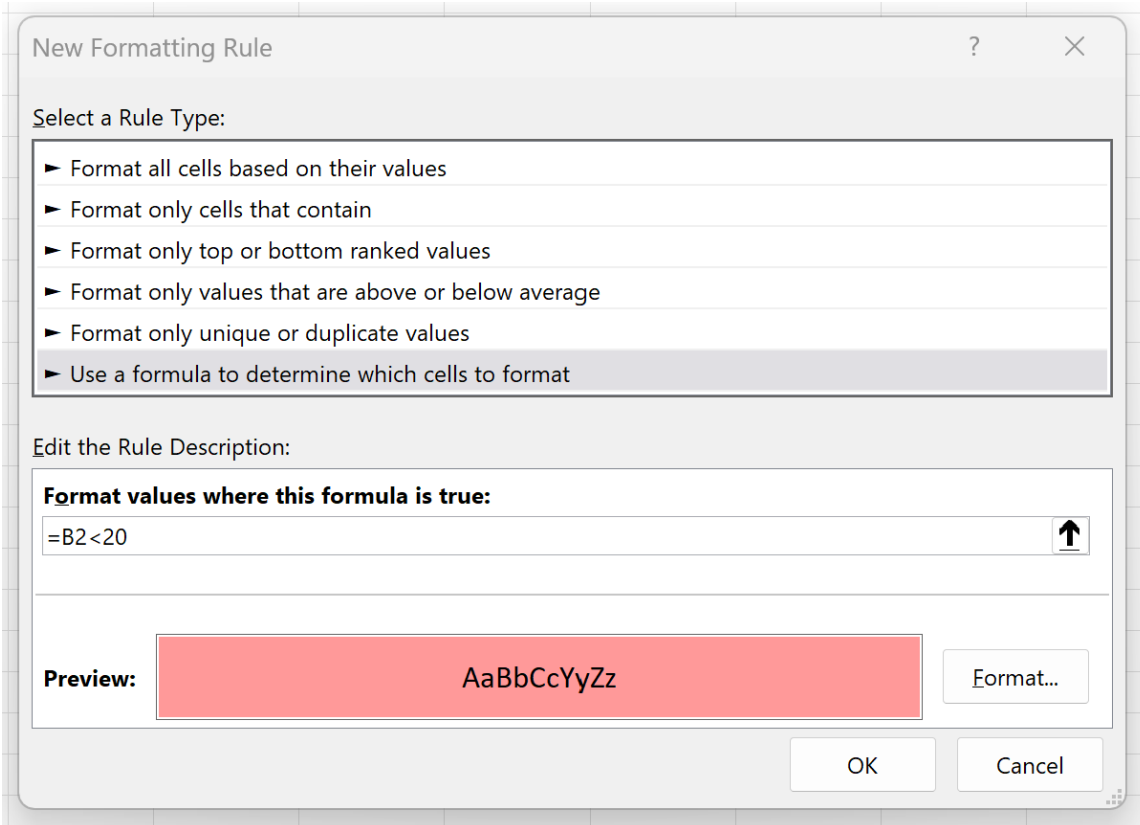 New Formatting Rule ?
Select a Rule Type:
► Format all cells based on their values
► Format only cells that contain
► Format only top or bottom ranked values
► Format only values that are above or below average
► Format only unique or duplicate values
► Use a formula to determine which cells to format
Edit the Rule Description:
Format values where this formula is true:
=B2<20
Preview: AaBbCcYyZz Format...
OK Cancel